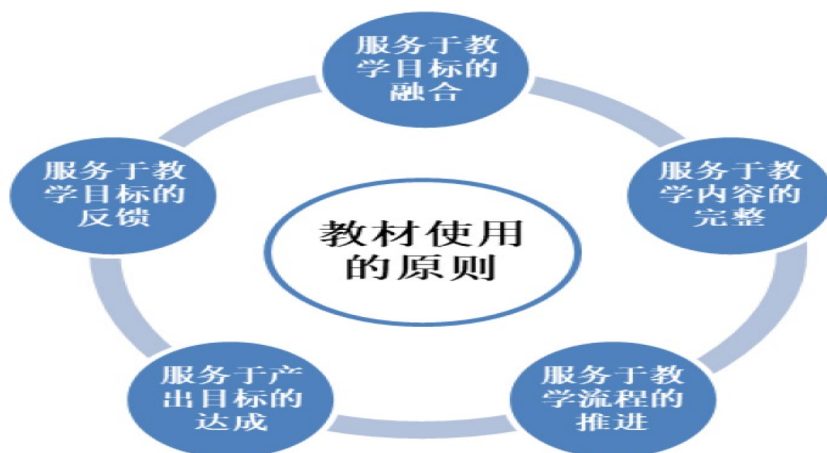 服务于教
学目标的
融合
服务于教
学内容的
完整
服务于教
学流程的
推进
服务于产
出目标的
达成
服务于教
学目标的
反馈
教材使用
的原则